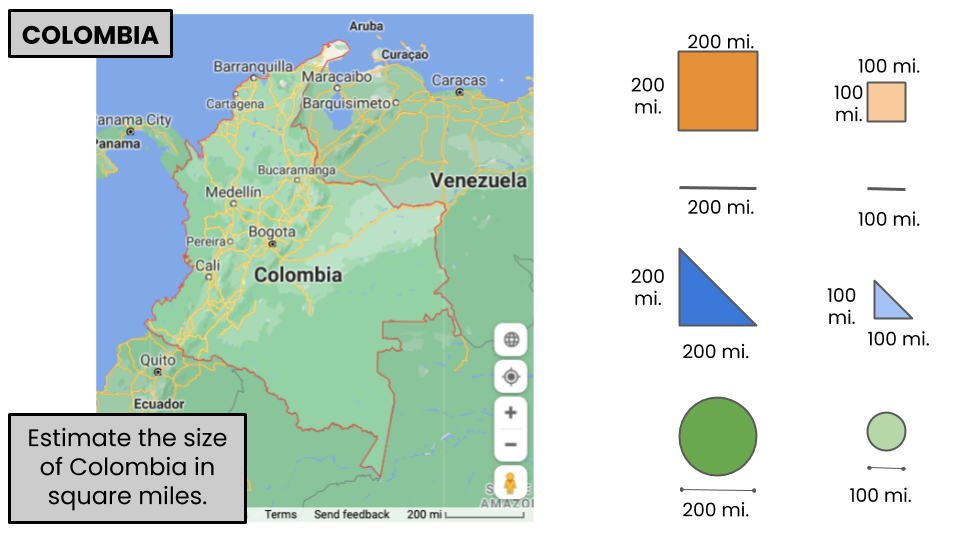 COLOMBIA
Aruba
Curaçao
Barranquilla
Maracaibo
Caracas
Cartagena
Barquisimeto
anama City
Panama
Bucaramanga
Venezuela
Medellín
Bogota
Pereira
Cali
Colombia
Quito
Ecuador
AMAZO
Terms Send feedback 200 mi
Estimate the size
of Colombia in
square miles.
200 mi.
200
mi.
100 mi.
100
mi.
200 mi.
100 mi.
200
mi.
200 mi.
100
mi.
100 mi.
200 mi.
100 mi.